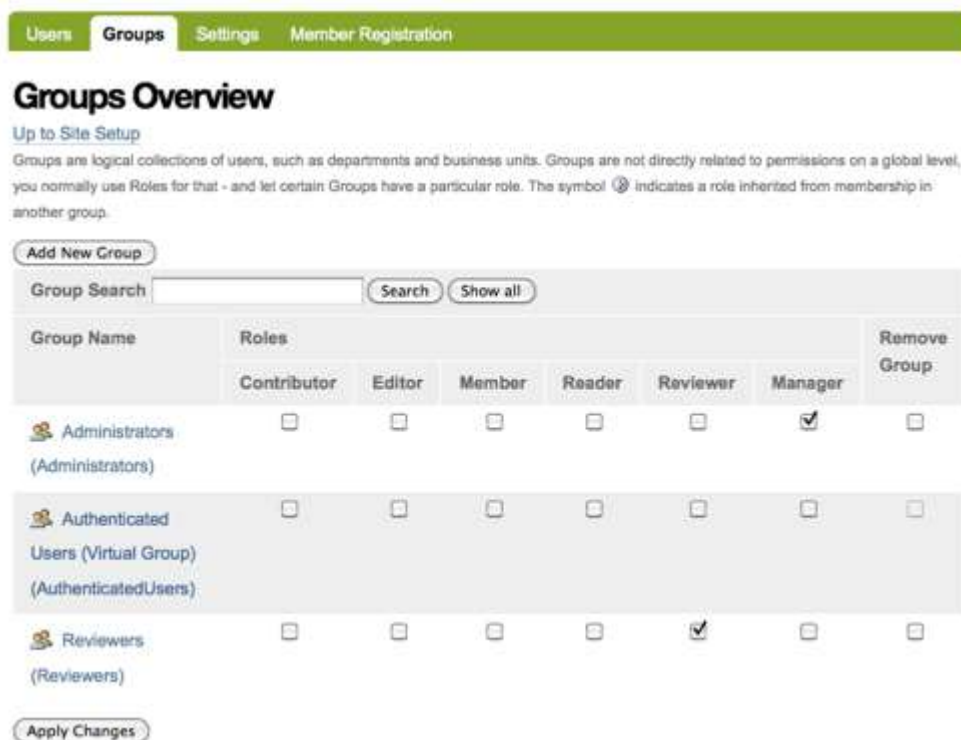 Users Groups Settings Member Registration
Groups Overview
Up to Site Setup
Groups are logical collections of users, such as departments and business units. Groups are not directly related to permissions on a global level,
you normally use Roles for that - and let certain Groups have a particular role. The symbol indicates a role inherited from membership in
another group.
Add New Group
Group Search Search Show all
Group Name Roles Remove
Group
Contributor Editor Member Reader Reviewer Manager
Administrators
(Administrators)
Authenticated
Users (Virtual Group)
(AuthenticatedUsers)
Reviewers
(Reviewers)
Apply Changes